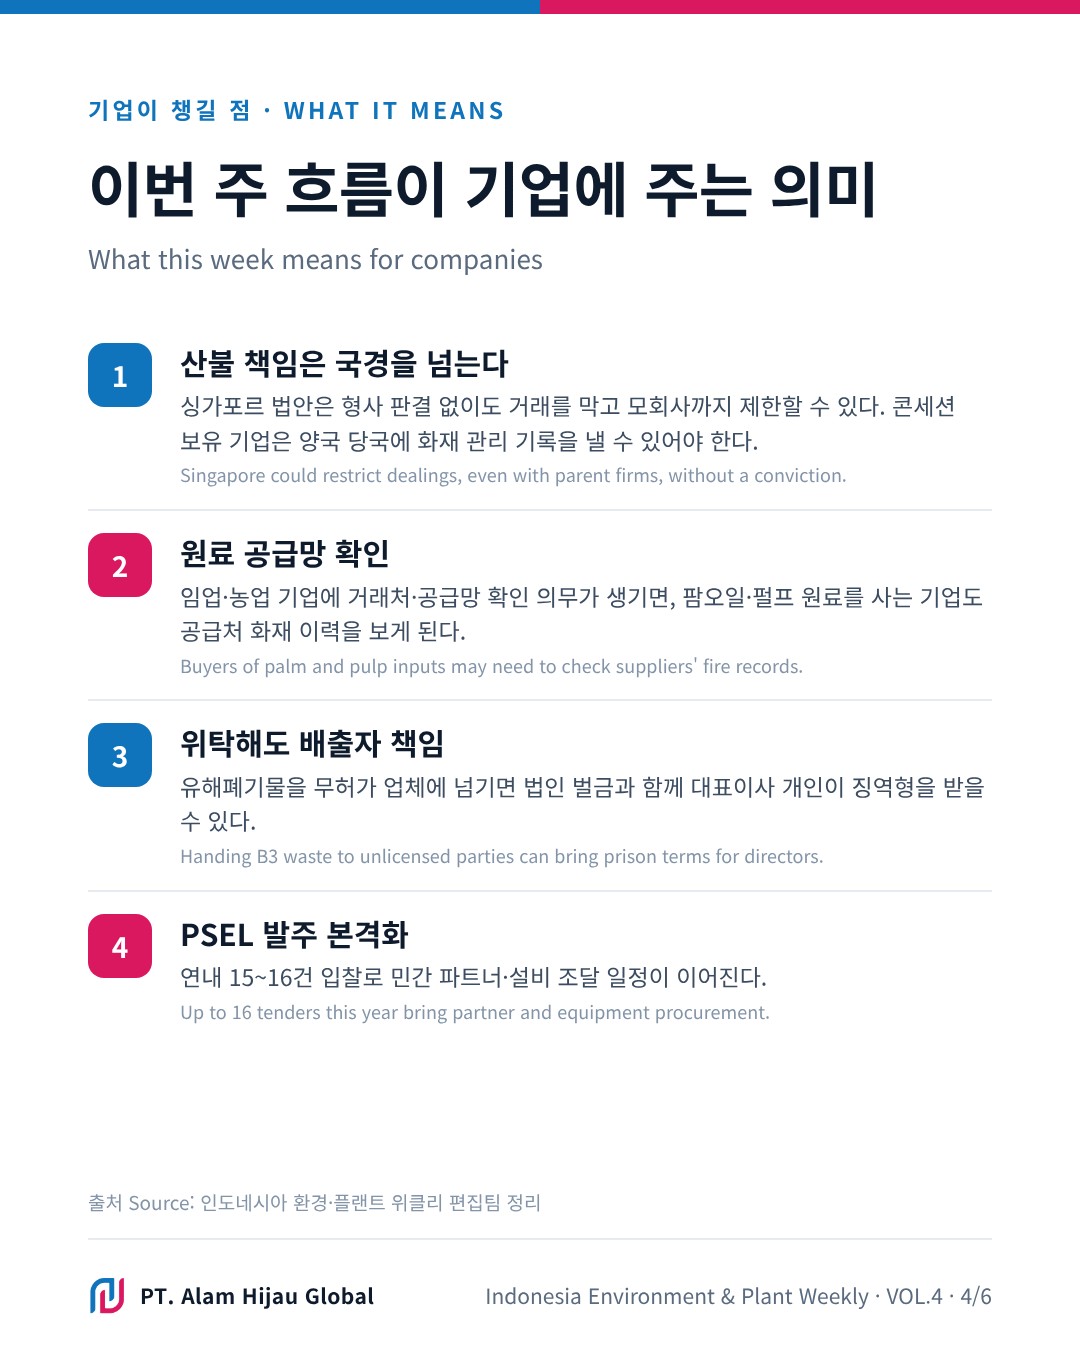 기업이 챙길 점 · WHAT IT MEANS
이번 주 흐름이 기업에 주는 의미
What this week means for companies
1
산불 책임은 국경을 넘는다
싱가포르 법안은 형사 판결 없이도 거래를 막고 모회사까지 제한할 수 있다. 콘세션
보유 기업은 양국 당국에 화재 관리 기록을 낼 수 있어야 한다.
Singapore could restrict dealings, even with parent firms, without a conviction.
2
원료 공급망 확인
임업·농업 기업에 거래처·공급망 확인 의무가 생기면, 팜오일·펄프 원료를 사는 기업도
공급처 화재 이력을 보게 된다.
Buyers of palm and pulp inputs may need to check suppliers' fire records.
3
위탁해도 배출자 책임
유해폐기물을 무허가 업체에 넘기면 법인 벌금과 함께 대표이사 개인이 징역형을 받을
수 있다.
Handing B3 waste to unlicensed parties can bring prison terms for directors.
4
PSEL 발주 본격화
연내 15~16건 입찰로 민간 파트너·설비 조달 일정이 이어진다.
Up to 16 tenders this year bring partner and equipment procurement.
출처 Source: 인도네시아 환경·플랜트 위클리 편집팀 정리
PT. Alam Hijau Global
Indonesia Environment & Plant Weekly · VOL.4 · 4/6